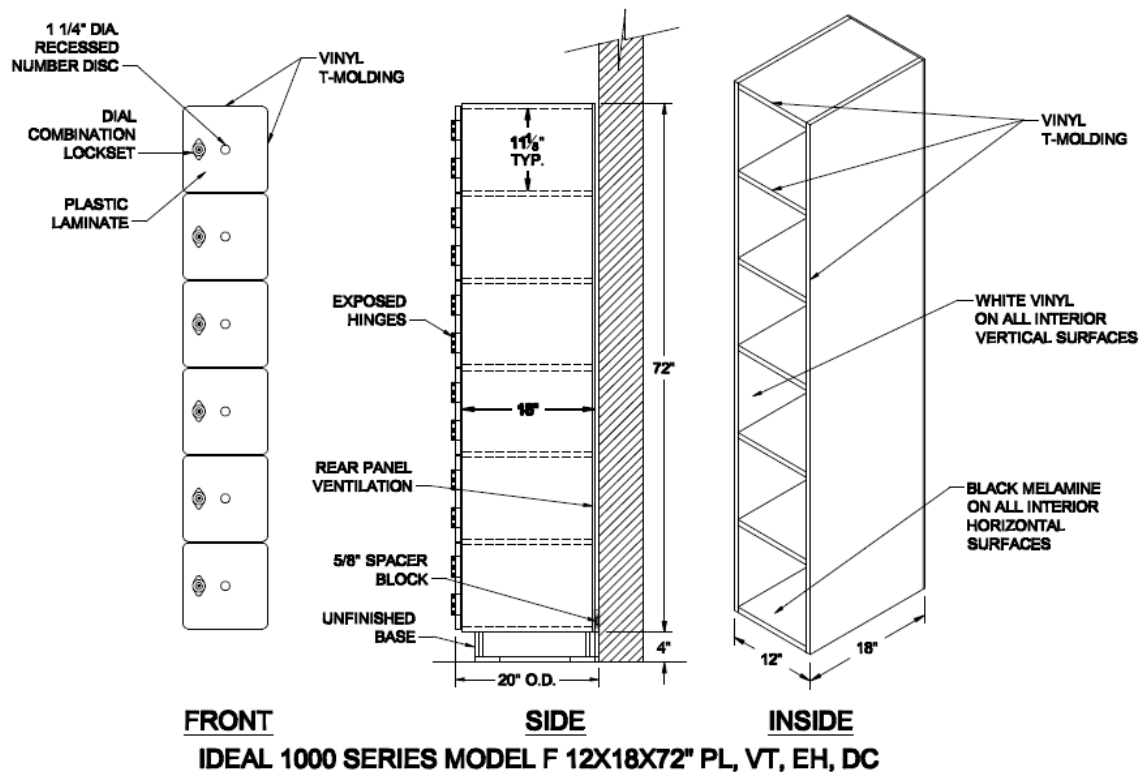 1 1/4" DIA.
RECESSED
NUMBER DISC
VINYL
T-MOLDING
DIAL
COMBINATION
LOCKSET
PLASTIC
LAMINATE
11⅛"
TYP.
EXPOSED
HINGES
72"
18"
REAR PANEL
VENTILATION
5/8" SPACER
BLOCK
UNFINISHED
BASE
4"
20" O.D.
VINYL
T-MOLDING
WHITE VINYL
ON ALL INTERIOR
VERTICAL SURFACES
BLACK MELAMINE
ON ALL INTERIOR
HORIZONTAL
SURFACES
12"
18"
FRONT
SIDE
INSIDE
IDEAL 1000 SERIES MODEL F 12X18X72" PL, VT, EH, DC